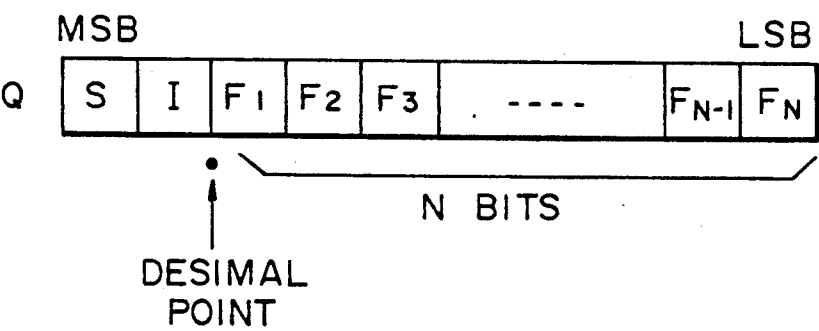 MSB LSB
Q S I F1 F2 F3 ---- FN-1 FN
N BITS
DESIMAL
POINT